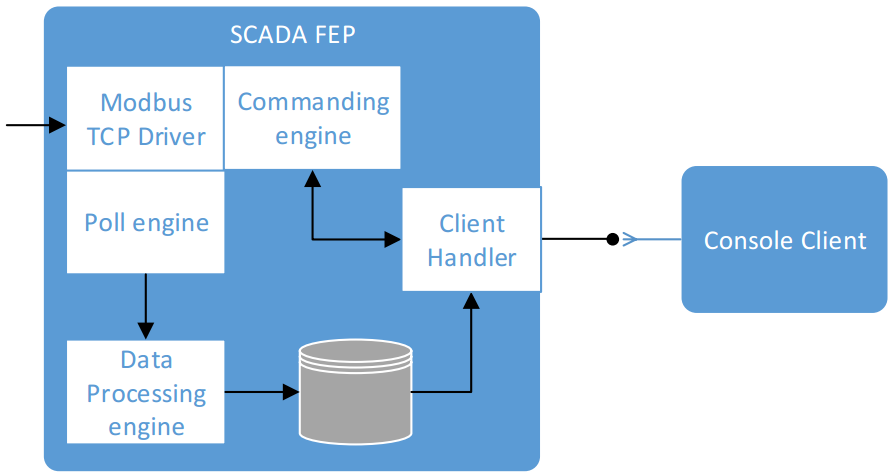 SCADA FEP
Modbus
TCP Driver
Commanding
engine
Poll engine
Client
Handler
Console Client
Data
Processing
engine